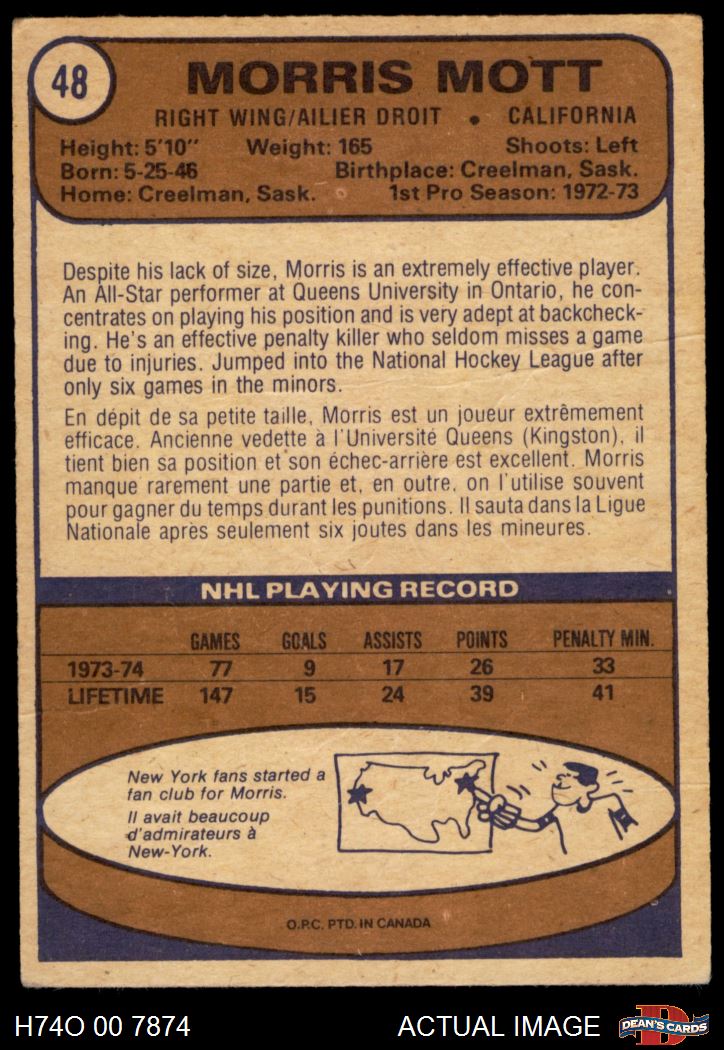 48
MORRIS MOTT
RIGHT WING/AILIER DROIT • CALIFORNIA
Height: 5'10" Weight: 165 Shoots: Left
Born: 5-25-46 Birthplace: Creelman, Sask.
Home: Creelman, Sask. 1st Pro Season: 1972-73
Despite his lack of size, Morris is an extremely effective player.
An All-Star performer at Queens University in Ontario, he con-
centrates on playing his position and is very adept at backcheck-
ing. He's an effective penalty killer who seldom misses a game
due to injuries. Jumped into the National Hockey League after
only six games in the minors.
En dépit de sa petite taille, Morris est un joueur extrêmement
efficace. Ancienne vedette à l'Université Queens (Kingston), il
tient bien sa position et son échec-arrière est excellent. Morris
manque rarement une partie et, en outre, on l'utilise souvent
pour gagner du temps durant les punitions. Il sauta dans la Ligue
Nationale après seulement six joutes dans les mineures.
NHL PLAYING RECORD
GAMES GOALS ASSISTS POINTS PENALTY MIN.
1973-74 77 9 17 26 33
LIFETIME 147 15 24 39 41
New York fans started a
fan club for Morris.
Il avait beaucoup
d'admirateurs à
New-York.
O.P.C. PTD. IN CANADA
H74O 00 7874 ACTUAL IMAGE
D
DEAN'S CARDS